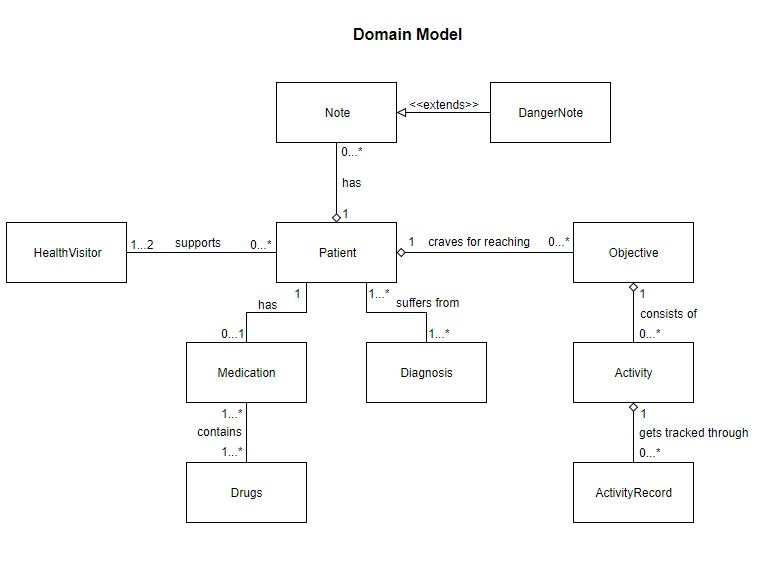 Domain Model
Note
<<extends>>
DangerNote
0...*
has
1
HealthVisitor
1...2
supports
0...*
Patient
1
craves for reaching
0...*
Objective
1
has
0...1
1...*
suffers from
1...*
1
consists of
0...*
Medication
Diagnosis
Activity
1...*
contains
1...*
1
gets tracked through
0...*
Drugs
ActivityRecord